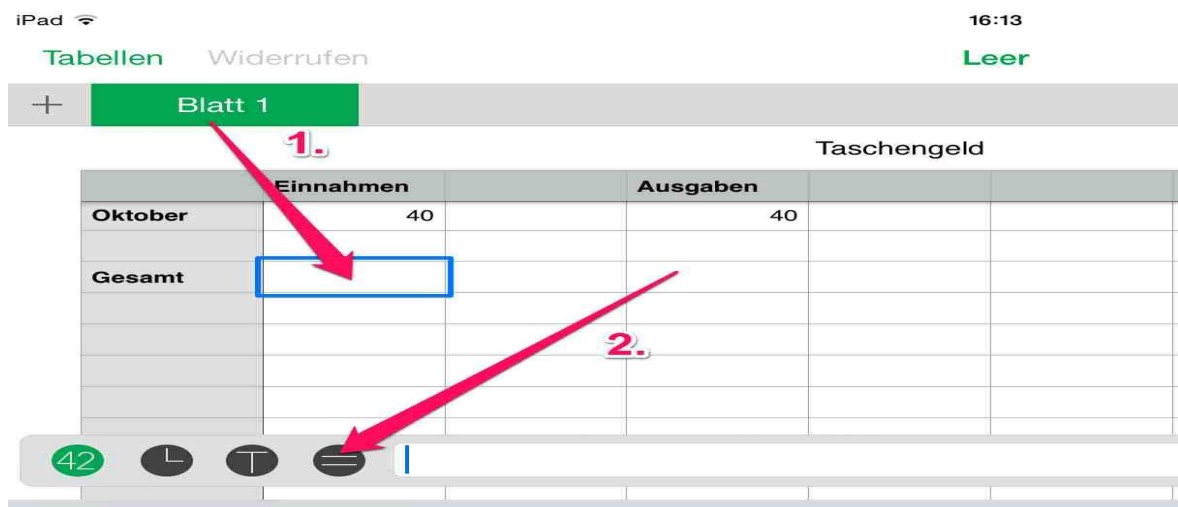 iPad 16:13
Tabellen Widerrufen Leer
+ Blatt 1
1.
Taschengeld
Einnahmen Ausgaben
Oktober 40 40
Gesamt
2.
42 T =